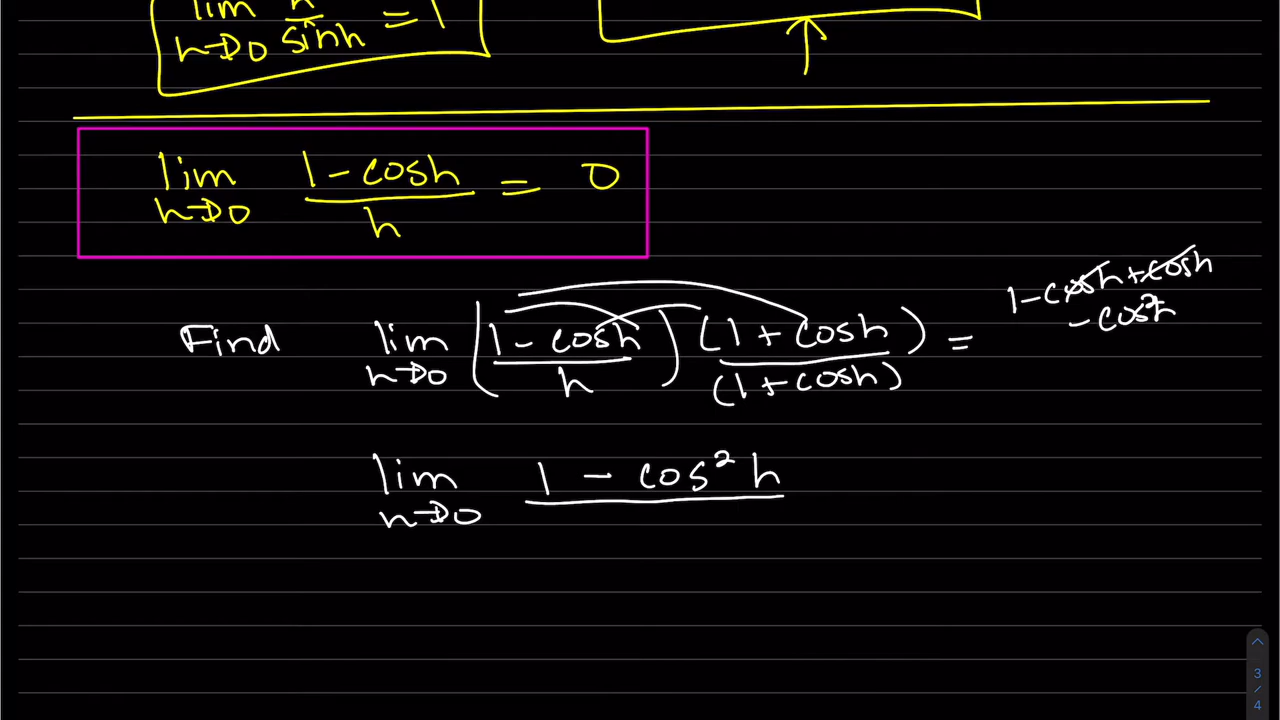 lim h/sinh = 1
h→0
lim 1-cosh/h = 0
h→0
Find lim (1-cosh/h) (1+cosh)/(1+cosh) =
h→0
1-cosh+cosh
-cos²h
lim 1-cos²h
h→0
3
/
4